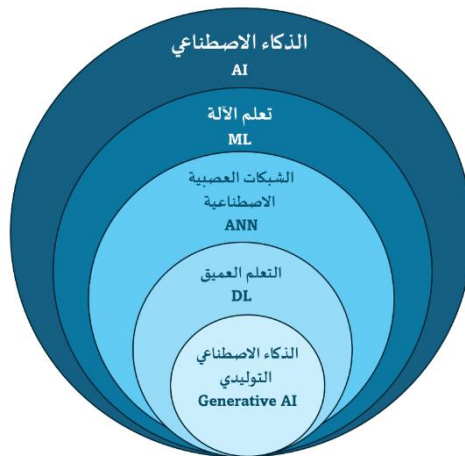 الذكاء الاصطناعي
AI
تعلم الآلة
ML
الشبكات العصبية
الاصطناعية
ANN
التعلم العميق
DL
الذكاء الاصطناعي
التوليدي
Generative AI